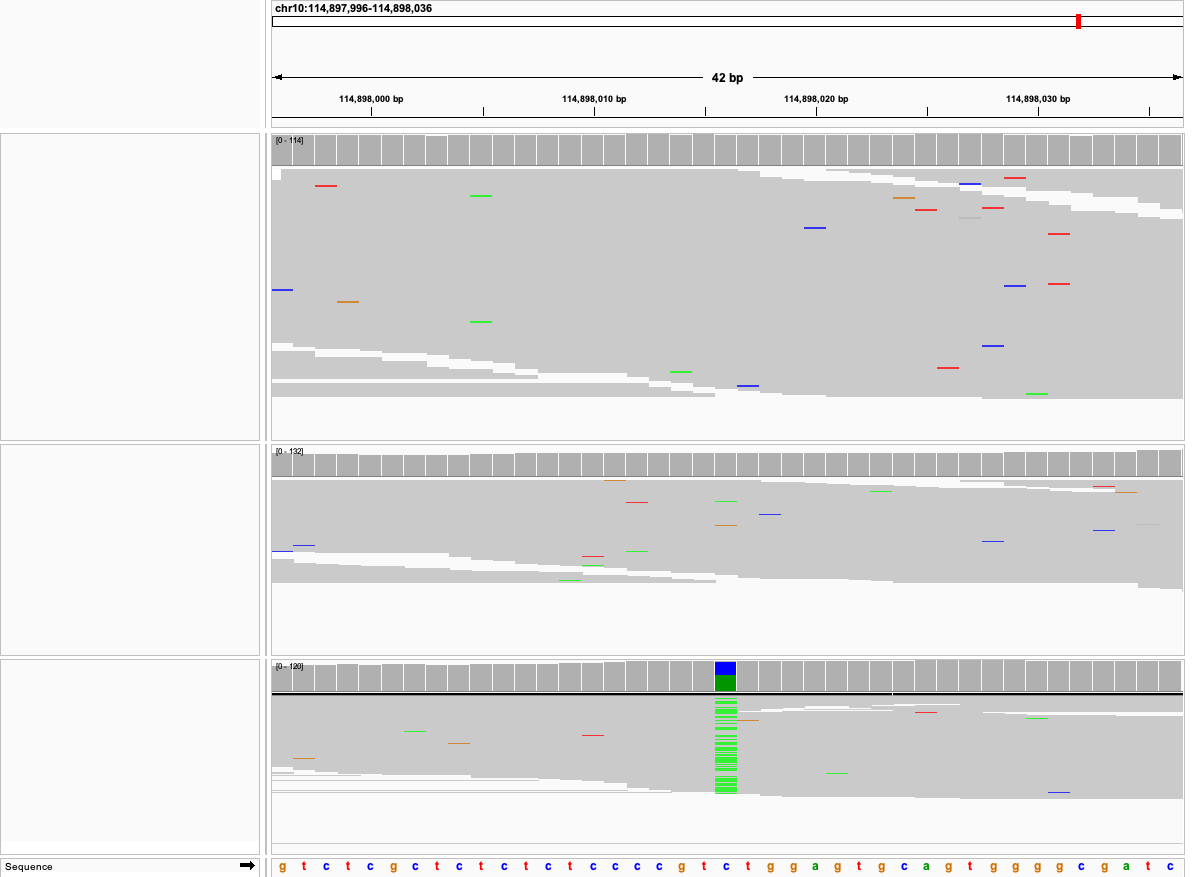 chr10:114,897,996-114,898,036
42 bp
114,898,000 bp 114,898,010 bp 114,898,020 bp 114,898,030 bp
[0 - 114]
[0 - 132]
[0 - 120]
Sequence g t c t c g c t c t c t c t c c c c g t c t g g a g t g c a g t g g g g c g a t c